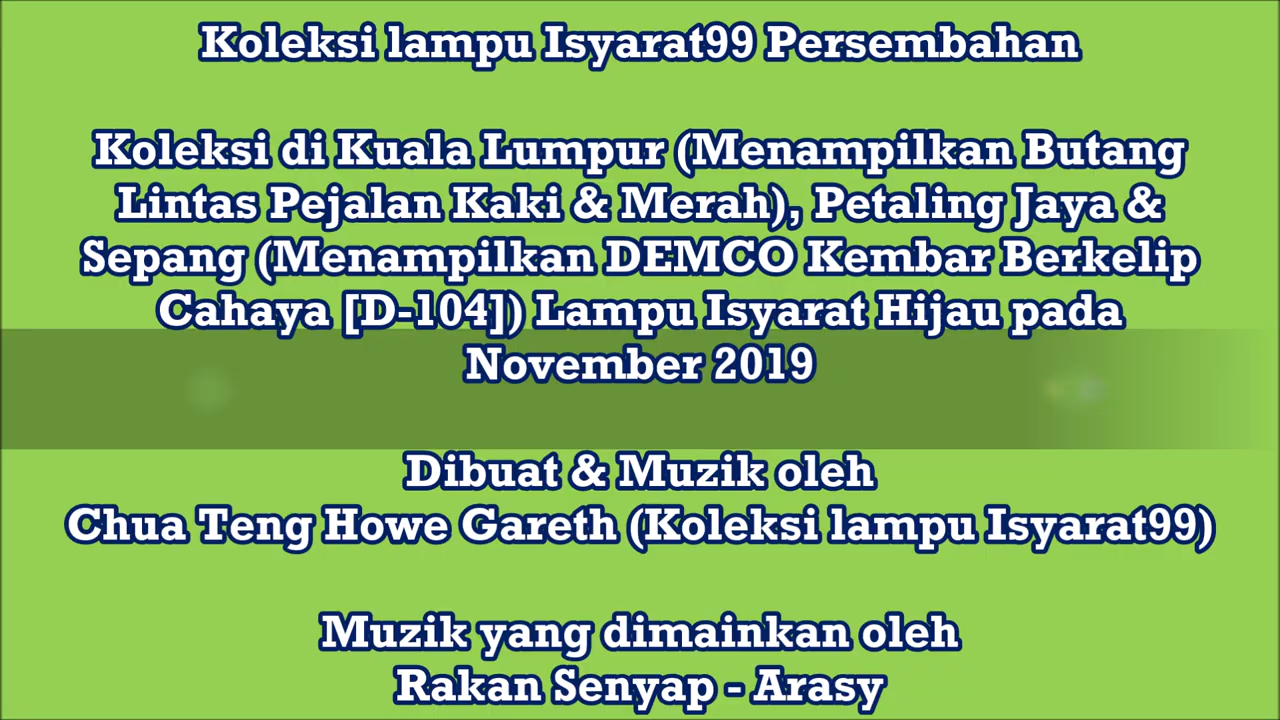 Koleksi lampu Isyarat99 Persembahan
Koleksi di Kuala Lumpur (Menampilkan Butang
Lintas Pejalan Kaki & Merah), Petaling Jaya &
Sepang (Menampilkan DEMCO Kembar Berkelip
Cahaya [D-104]) Lampu Isyarat Hijau pada
November 2019
Dibuat & Muzik oleh
Chua Teng Howe Gareth (Koleksi lampu Isyarat99)
Muzik yang dimainkan oleh
Rakan Senyap - Arasy